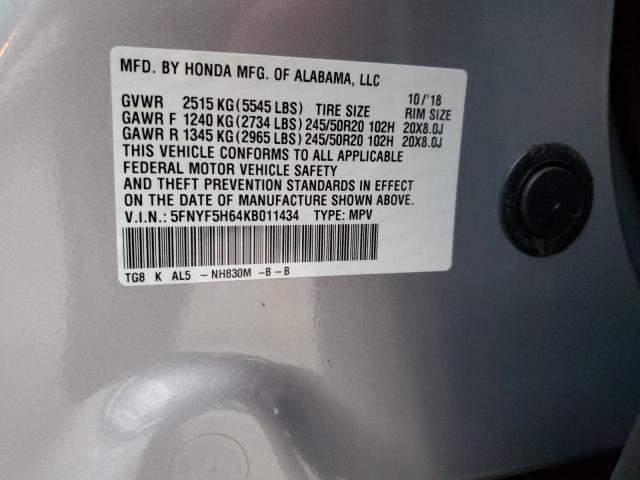 MFD. BY HONDA MFG. OF ALABAMA, LLC
10/'18
GVWR 2515 KG(5545 LBS) TIRE SIZE RIM SIZE
GAWR F 1240 KG(2734 LBS) 245/50R20 102H 20X8.0J
GAWR R 1345 KG(2965 LBS) 245/50R20 102H 20X8.0J
THIS VEHICLE CONFORMS TO ALL APPLICABLE
FEDERAL MOTOR VEHICLE SAFETY
AND THEFT PREVENTION STANDARDS IN EFFECT
ON THE DATE OF MANUFACTURE SHOWN ABOVE.
V.I.N.: 5FNYF5H64KB011434 TYPE: MPV
TG8 K AL5 -NH830M -B-B